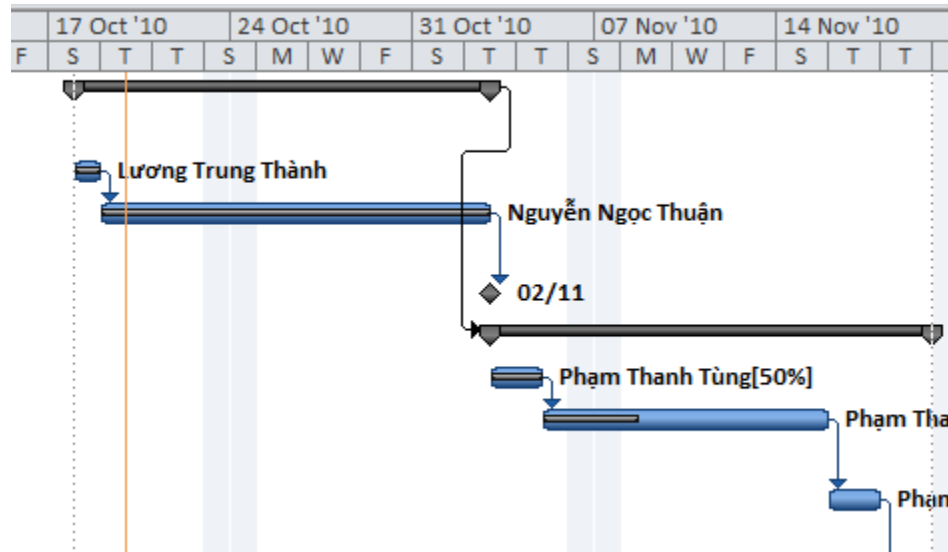 17 Oct '10 24 Oct '10 31 Oct '10 07 Nov '10 14 Nov '10
F S T T S M W F S T T S M W F S T T
Lương Trung Thành
Nguyễn Ngọc Thuận
02/11
Phạm Thanh Tùng[50%]
Phạm Tha
Phạn